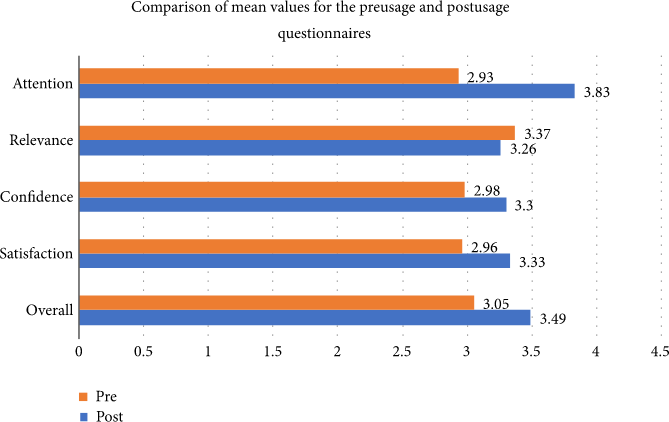 Comparison of mean values for the preusage and postusage
questionnaires
Attention
2.93
3.83
Relevance
3.37
3.26
Confidence
2.98
3.3
Satisfaction
2.96
3.33
Overall
3.05
3.49
0 0.5 1 1.5 2 2.5 3 3.5 4 4.5
Pre
Post